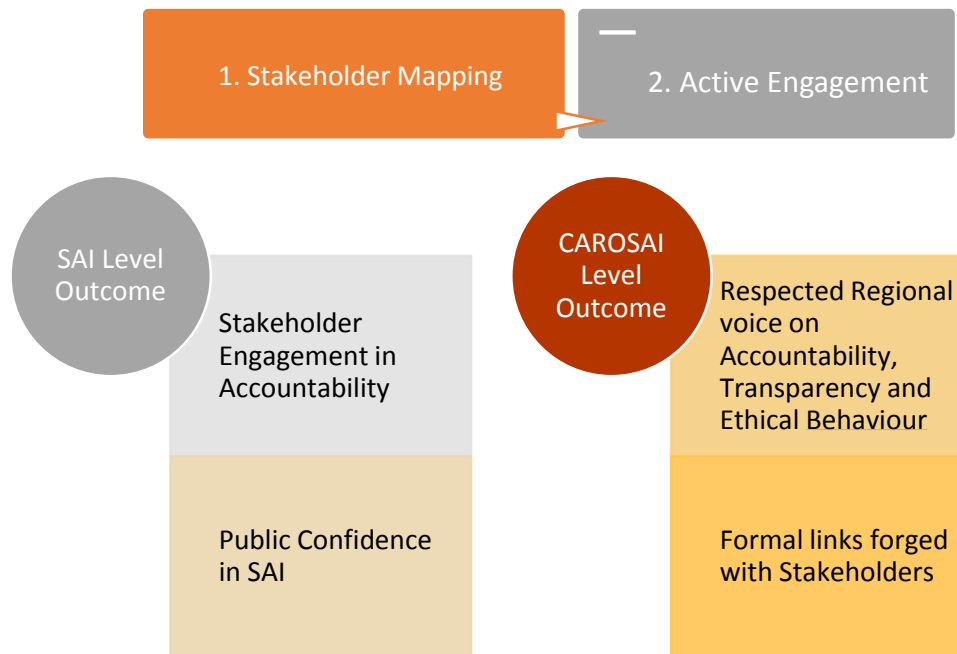 1. Stakeholder Mapping
2. Active Engagement
SAI Level
Outcome
Stakeholder
Engagement in
Accountability
Public Confidence
in SAI
CAROSAI
Level
Outcome
Respected Regional
voice on
Accountability,
Transparency and
Ethical Behaviour
Formal links forged
with Stakeholders